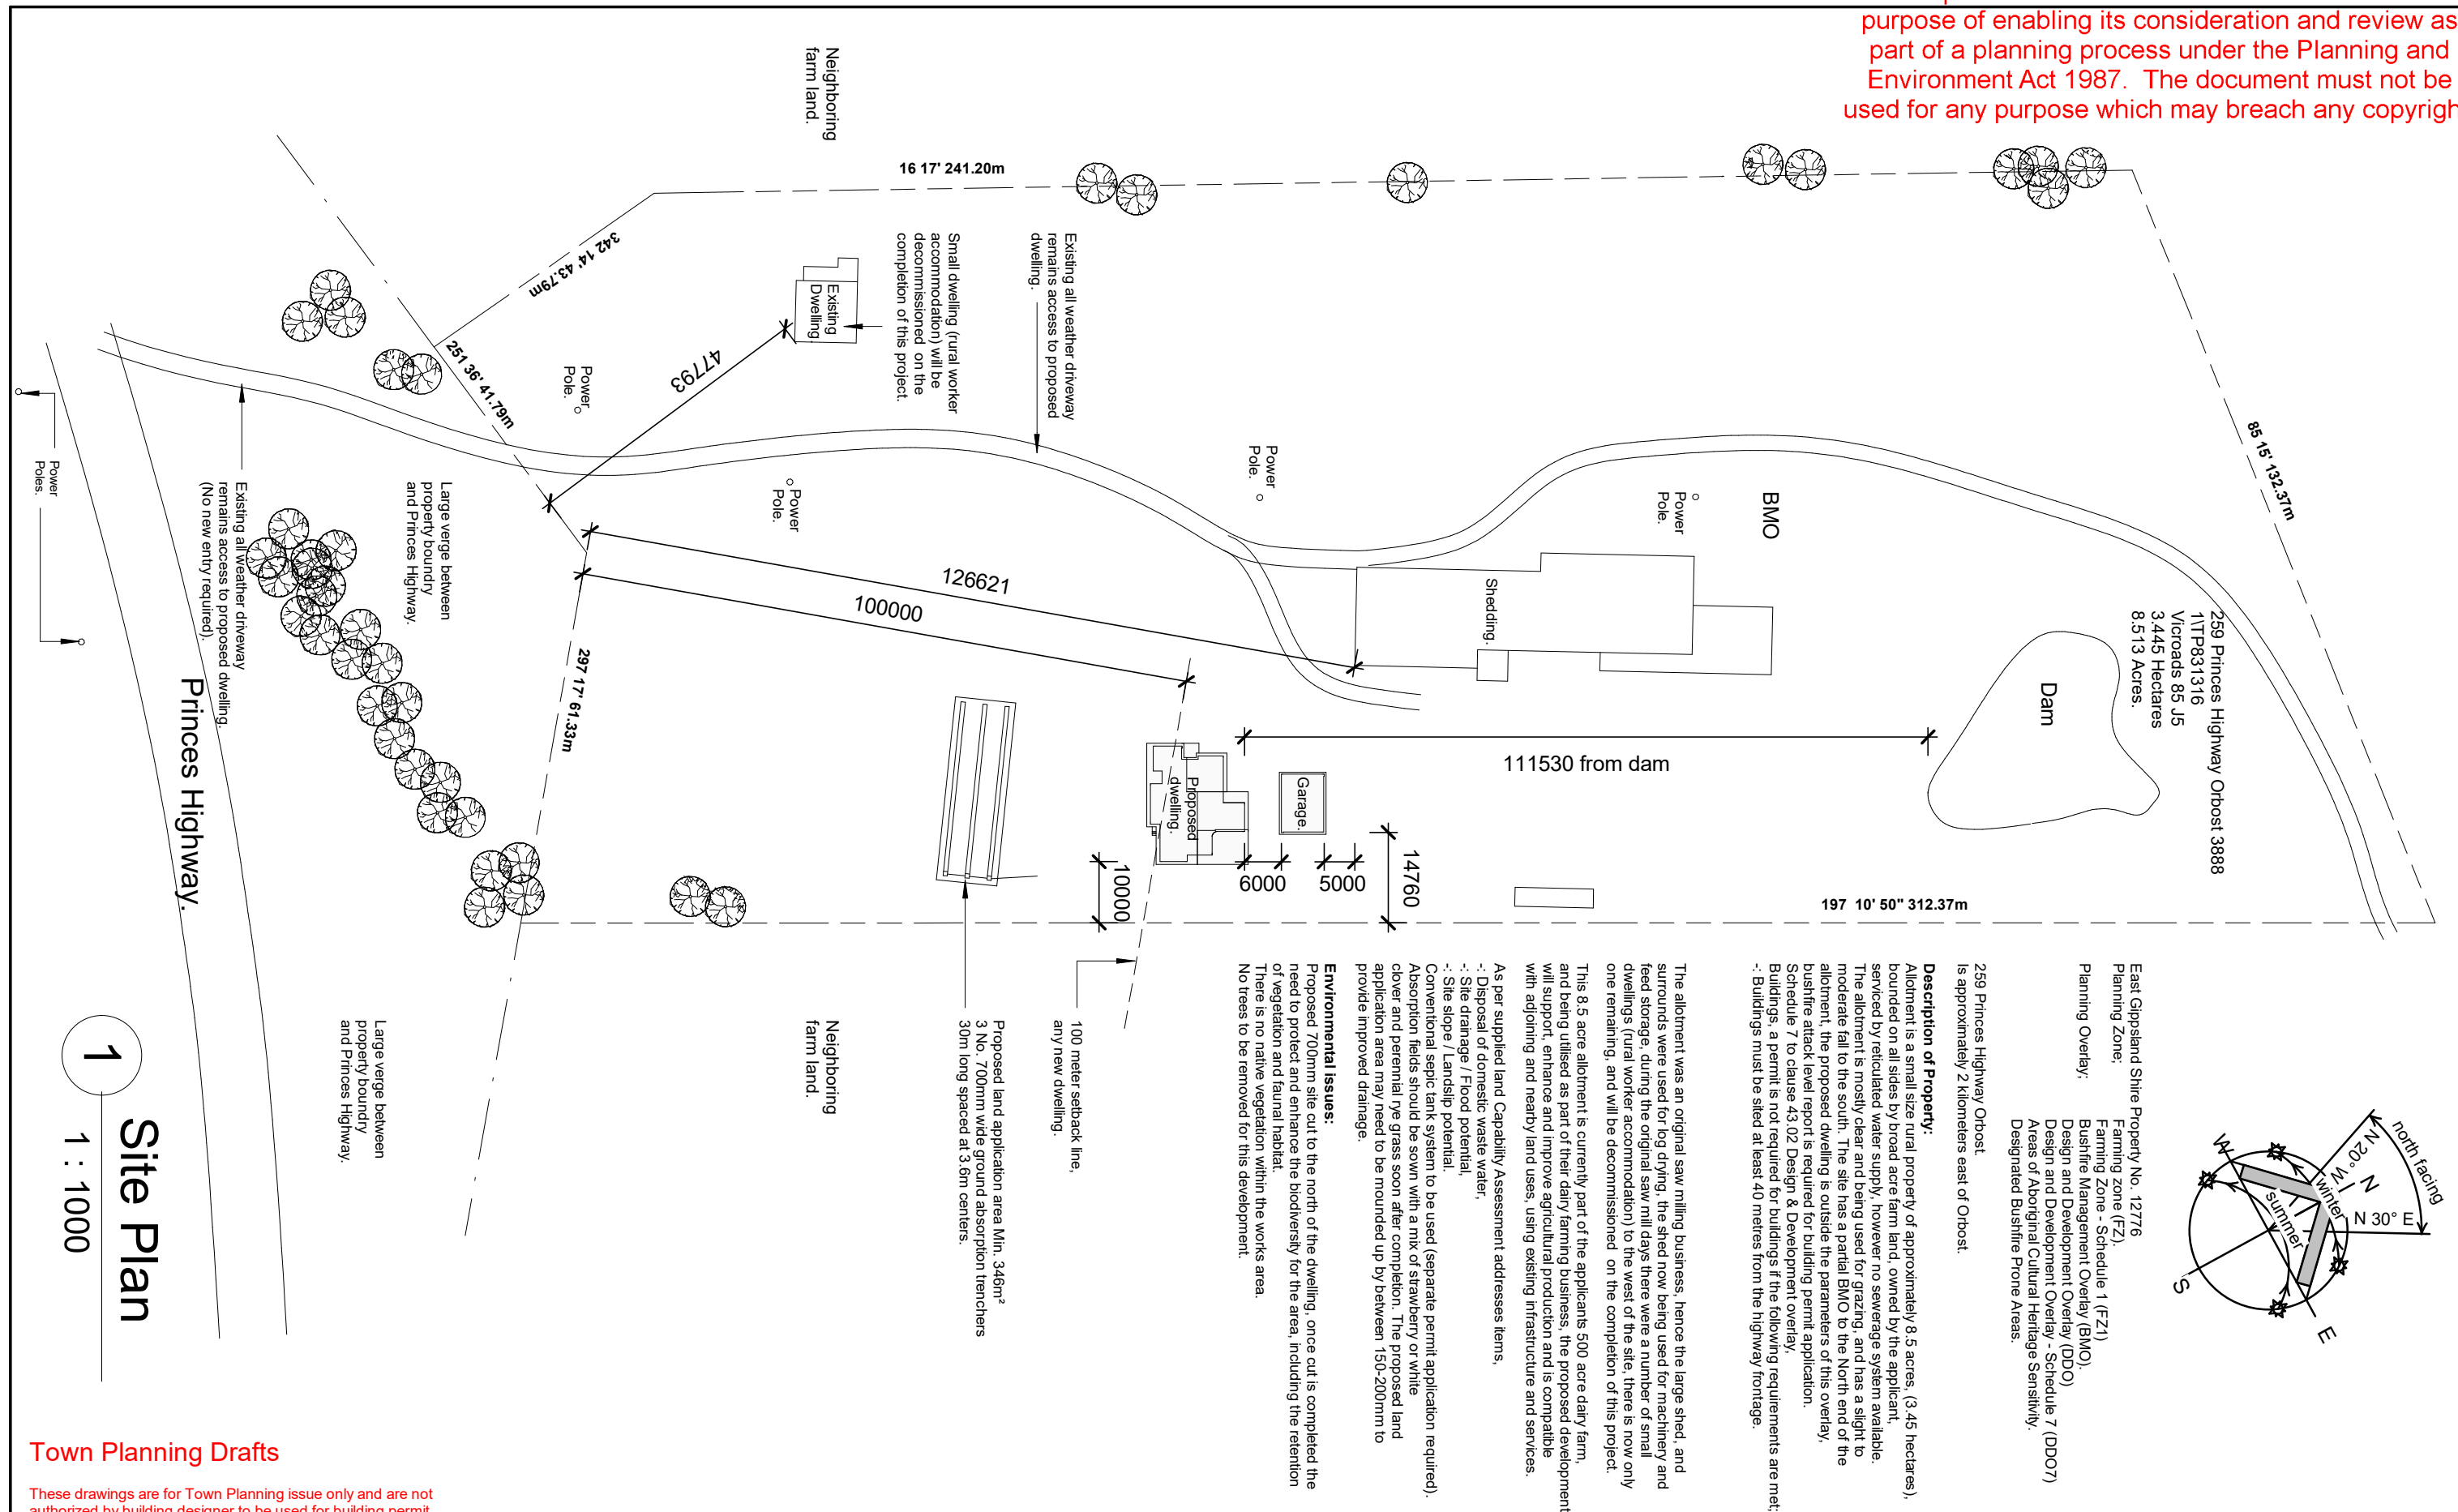 purpose of enabling its consideration and review as
part of a planning process under the Planning and
Environment Act 1987.  The document must not be
used for any purpose which may breach any copyrigh
Neighboring
farm land.
16 17' 241.20m
342 14' 43.79m
251 36' 41.79m
85 15' 132.37m
Existing
Dwelling.
Small dwelling (rural worker
accommodation) will be
decommissioned  on the
completion of this project.
Existing all weather driveway
remains access to proposed
dwelling.
47793
Power
Pole.
Power
Pole.
Power
Pole.
Power
Pole.
BMO
Shedding.
259 Princes Highway Orbost 3888
1\TP831316
Vicroads 85 J5
3.445 Hectares
8.513 Acres.
Dam
Power
Poles.
Existing all weather driveway
remains access to proposed dwelling.
(No new entry required).
Large verge between
property boundry
and Princes Highway.
126621
100000
297 17' 61.33m
111530 from dam
Proposed
dwelling.
Garage.
10000
6000
5000
14760
197  10' 50" 312.37m
Princes Highway.
Large verge between
property boundry
and Princes Highway.
Neighboring
farm land.
Proposed land application area Min. 346m²
3 No. 700mm wide ground absorption trenchers
30m long spaced at 3.6m centers.
100 meter setback line,
any new dwelling.
East Gippsland Shire Property No. 12776
Planning Zone; Farming zone (FZ).
Farming Zone - Schedule 1 (FZ1)
Planning Overlay; Bushfire Management Overlay (BMO).
Design and Development Overlay (DDO)
Design and Development Overlay - Schedule 7 (DDO7)
Areas of Aboriginal Cultural Heritage Sensitivity.
Designated Bushfire Prone Areas.
259 Princes Highway Orbost.
Is approximately 2 kilometers east of Orbost.
Description of Property:
Allotment is a small size rural property of approximately 8.5 acres, (3.45 hectares),
bounded on all sides by broad acre farm land, owned by the applicant,
serviced by reticulated water supply, however no sewerage system available.
The allotment is mostly clear and being used for grazing, and has a slight to
moderate fall to the south. The site has a partial BMO to the North end of the
allotment, the proposed dwelling is outside the parameters of this overlay,
bushfire attack level report is required for building permit application.
Schedule 7 to clause 43.02 Design & Development overlay,
Buildings, a permit is not required for buildings if the following requirements are met;
-: Buildings must be sited at least 40 metres from the highway frontage.
The allotment was an original saw milling business, hence the large shed, and
surrounds were used for log drying, the shed now being used for machinery and
feed storage, during the original saw mill days there were a number of small
dwellings (rural worker accommodation) to the west of the site, there is now only
one remaining, and will be decommissioned  on the completion of this project.
This 8.5 acre allotment is currently part of the applicants 500 acre dairy farm,
and being utilised as part of their dairy farming business, the proposed development
will support, enhance and improve agricultural production and is compatible
with adjoining and nearby land uses, using existing infrastructure and services.
As per supplied land Capability Assessment addresses items,
-: Disposal of domestic waste water,
-: Site drainage / Flood potential,
-: Site slope / Landslip potential.
Conventional sepic tank system to be used (separate permit application required).
Absorption fields should be sown with a mix of strawberry or white
clover and perennial rye grass soon after completion. The proposed land
application area may need to be mounded up by between 150-200mm to
provide improved drainage.
Environmental issues:
Proposed 700mm site cut to the north of the dwelling, once cut is completed the
need to protect and enhance the biodiversity for the area, including the retention
of vegetation and faunal habitat.
There is no native vegetation within the works area.
No trees to be removed for this development.
north facing
N 20° W
N
N 30° E
winter
summer
W
E
S
1
Site Plan
1 : 1000
Town Planning Drafts
These drawings are for Town Planning issue only and are not
authorized by building designer to be used for building permit